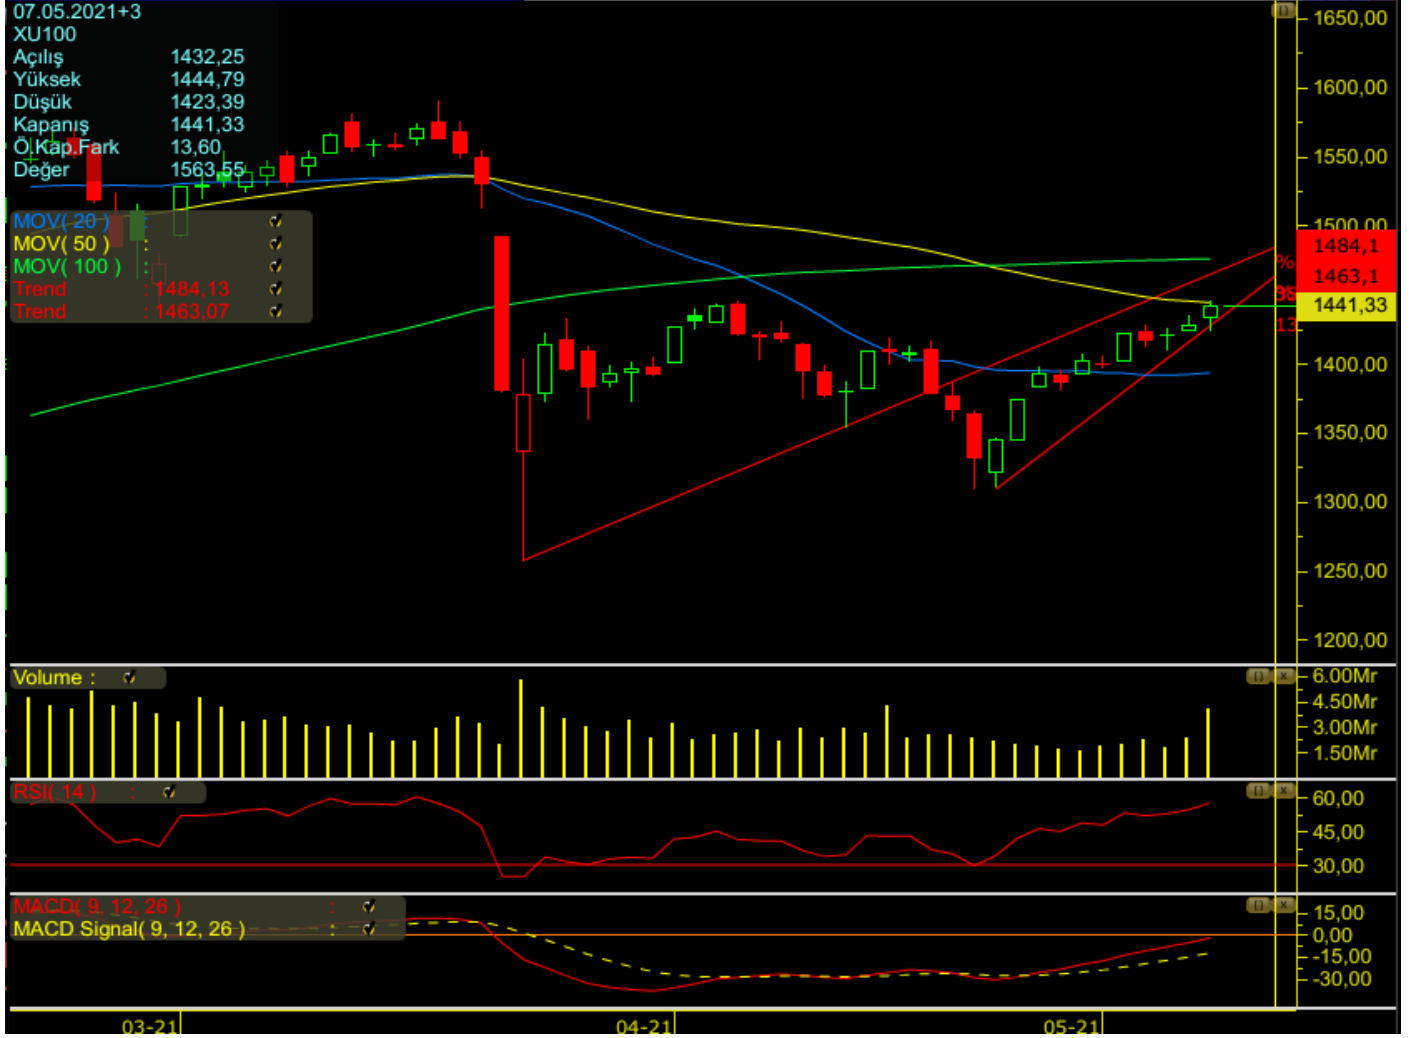 07.05.2021+3
XU100
Açılış 1432,25
Yüksek 1444,79
Düşük 1423,39
Kapanış 1441,33
Ö.Kap.Fark 13,60
Değer 1563,55
MOV( 20 ) :
MOV( 50 ) :
MOV( 100 ) :
Trend : 1484,13
Trend : 1463,07
1650,00
1600,00
1550,00
1500,00
1484,1
%
1463,1
1441,33
13
1400,00
1350,00
1300,00
1250,00
1200,00
Volume :
6.00Mr
4.50Mr
3.00Mr
1.50Mr
RSI( 14 ) :
60,00
45,00
30,00
MACD( 9, 12, 26 ) :
MACD Signal( 9, 12, 26 ) :
15,00
0,00
-15,00
-30,00
03-21
04-21
05-21